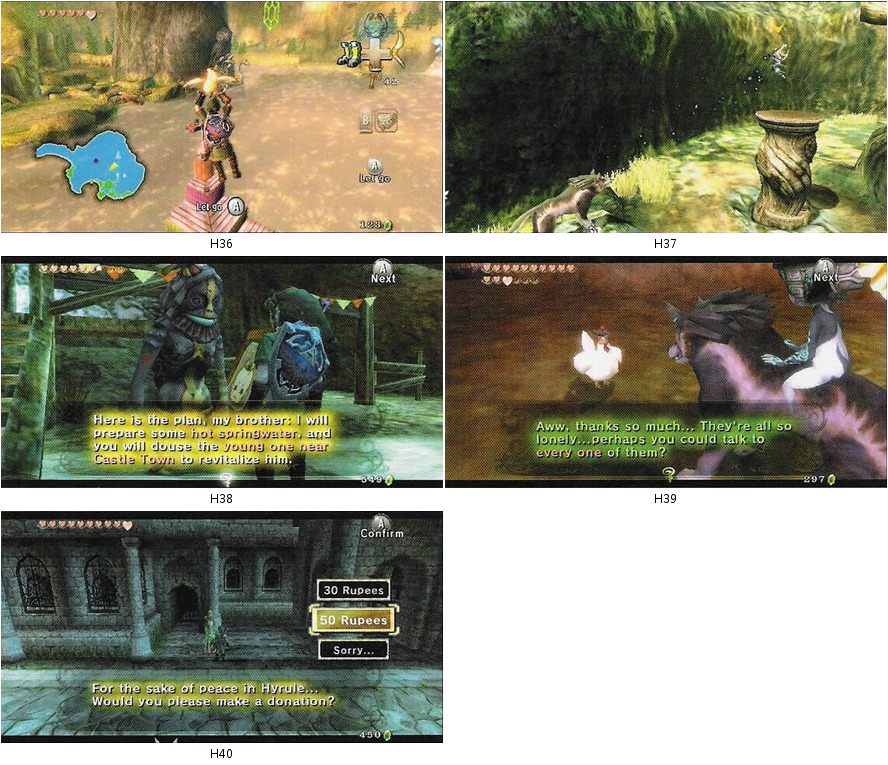 42
B
A
Let go
Let go A
123
H36
H37
A
Next
Here is the plan, my brother: I will
prepare some hot springwater, and
you will douse the young one near
Castle Town to revitalize him.
549
H38
A
Next
Aww, thanks so much... They're all so
lonely...perhaps you could talk to
every one of them?
297
H39
A
Confirm
30 Rupees
50 Rupees
Sorry...
For the sake of peace in Hyrule...
Would you please make a donation?
450
H40